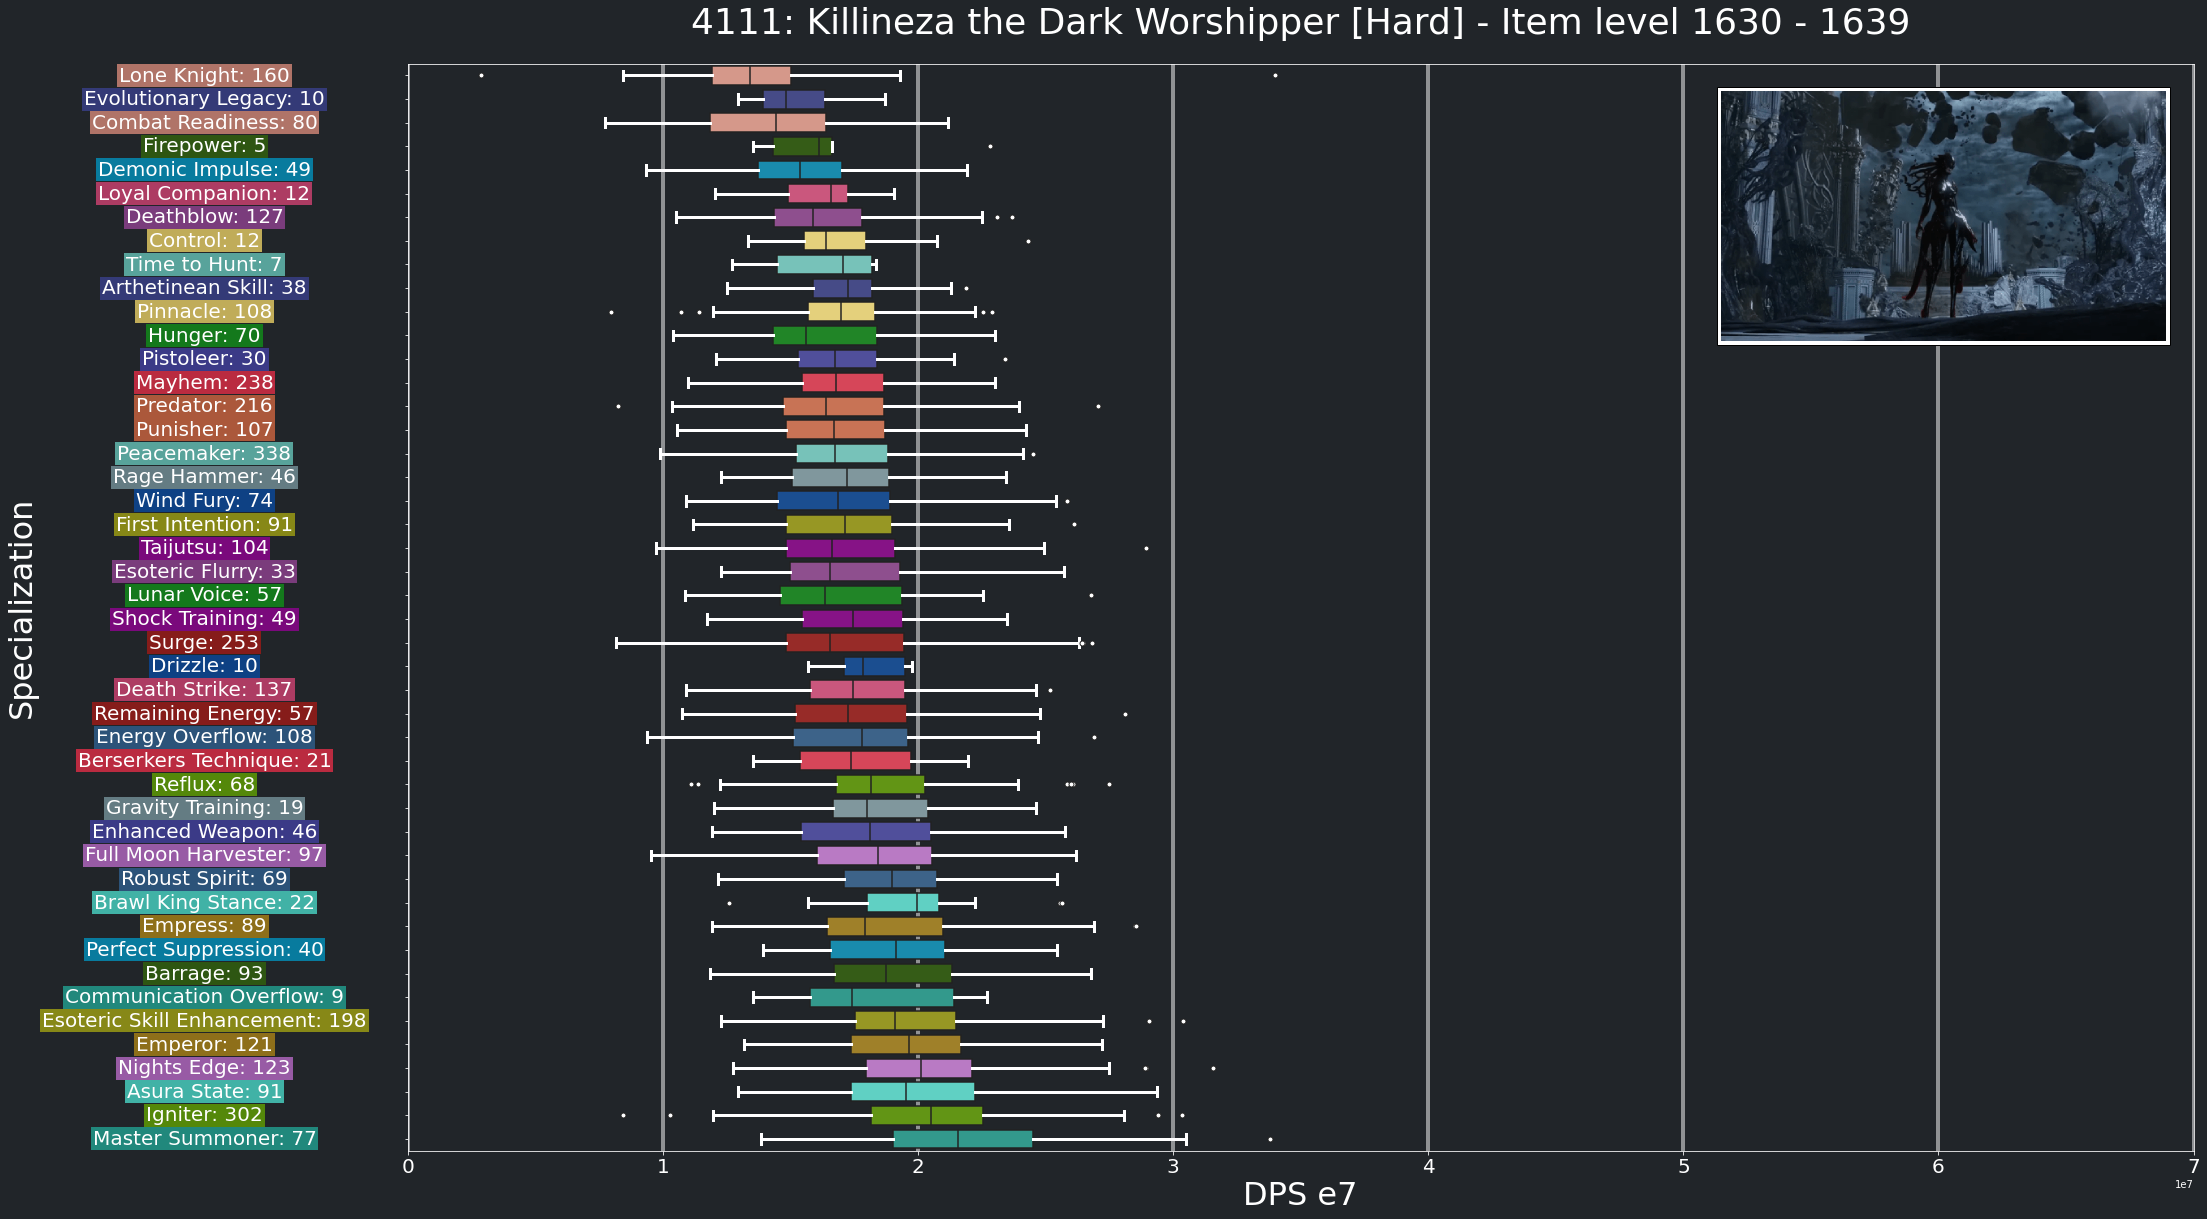 4111: Killineza the Dark Worshipper [Hard] - Item level 1630 - 1639
Specialization
Lone Knight: 160
Evolutionary Legacy: 10
Combat Readiness: 80
Firepower: 5
Demonic Impulse: 49
Loyal Companion: 12
Deathblow: 127
Control: 12
Time to Hunt: 7
Arthetinean Skill: 38
Pinnacle: 108
Hunger: 70
Pistoleer: 30
Mayhem: 238
Predator: 216
Punisher: 107
Peacemaker: 338
Rage Hammer: 46
Wind Fury: 74
First Intention: 91
Taijutsu: 104
Esoteric Flurry: 33
Lunar Voice: 57
Shock Training: 49
Surge: 253
Drizzle: 10
Death Strike: 137
Remaining Energy: 57
Energy Overflow: 108
Berserkers Technique: 21
Reflux: 68
Gravity Training: 19
Enhanced Weapon: 46
Full Moon Harvester: 97
Robust Spirit: 69
Brawl King Stance: 22
Empress: 89
Perfect Suppression: 40
Barrage: 93
Communication Overflow: 9
Esoteric Skill Enhancement: 198
Emperor: 121
Nights Edge: 123
Asura State: 91
Igniter: 302
Master Summoner: 77
0 1 2 3 4 5 6 7
1e7
DPS e7